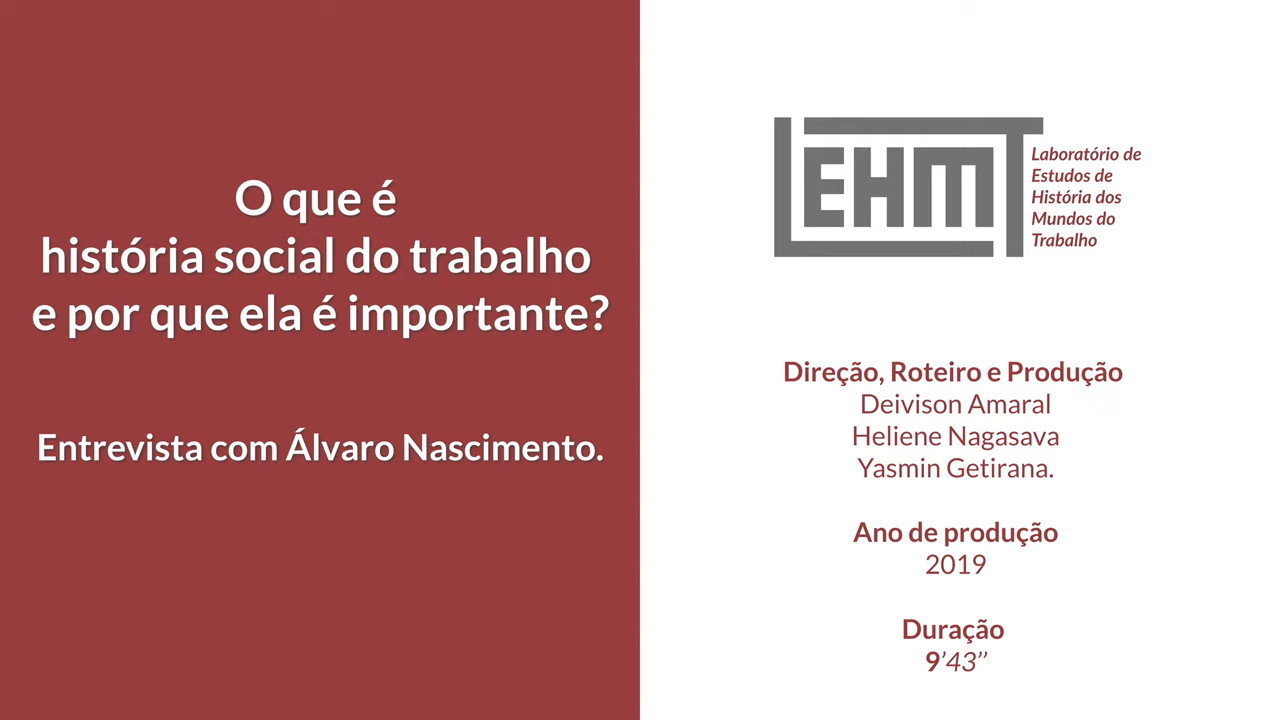 O que é
história social do trabalho
e por que ela é importante?
Entrevista com Álvaro Nascimento.
LEHMT
Laboratório de
Estudos de
História dos
Mundos do
Trabalho
Direção, Roteiro e Produção
Deivison Amaral
Heliene Nagasava
Yasmin Getirana.
Ano de produção
2019
Duração
9’43’’